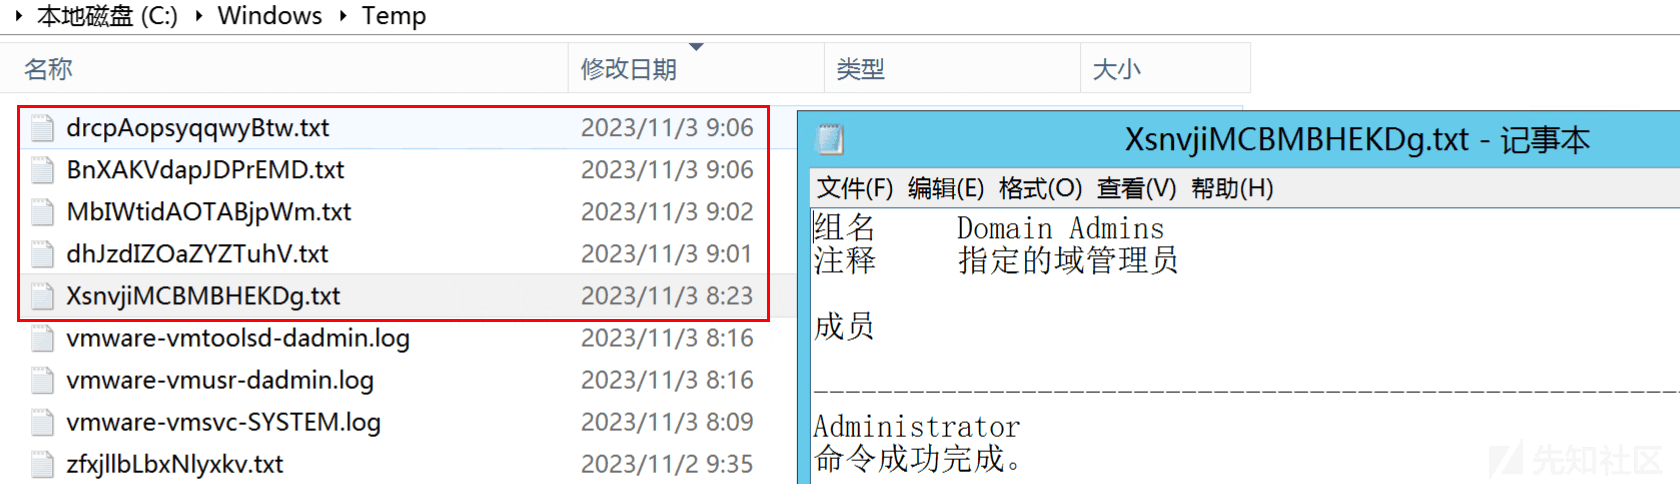 本地磁盘 (C:) Windows Temp
名称 修改日期 类型 大小
drcpAopsyqqwyBtw.txt 2023/11/3 9:06
BnXAKVdapJDPrEMD.txt 2023/11/3 9:06
MbIWtidAOTABjpWm.txt 2023/11/3 9:02
dhJzdIZOaZYZTuhV.txt 2023/11/3 9:01
XsnvjiMCBMBHEKDg.txt 2023/11/3 8:23
vmware-vmtoolsd-dadmin.log 2023/11/3 8:16
vmware-vmusr-dadmin.log 2023/11/3 8:16
vmware-vmsvc-SYSTEM.log 2023/11/3 8:09
zfxjllbLbxNlyxkv.txt 2023/11/2 9:35
XsnvjiMCBMBHEKDg.txt - 记事本
文件(F) 编辑(E) 格式(O) 查看(V) 帮助(H)
组名 Domain Admins
注释 指定的域管理员
成员
-------------------------------------------------------
Administrator
命令成功完成。
先知社区